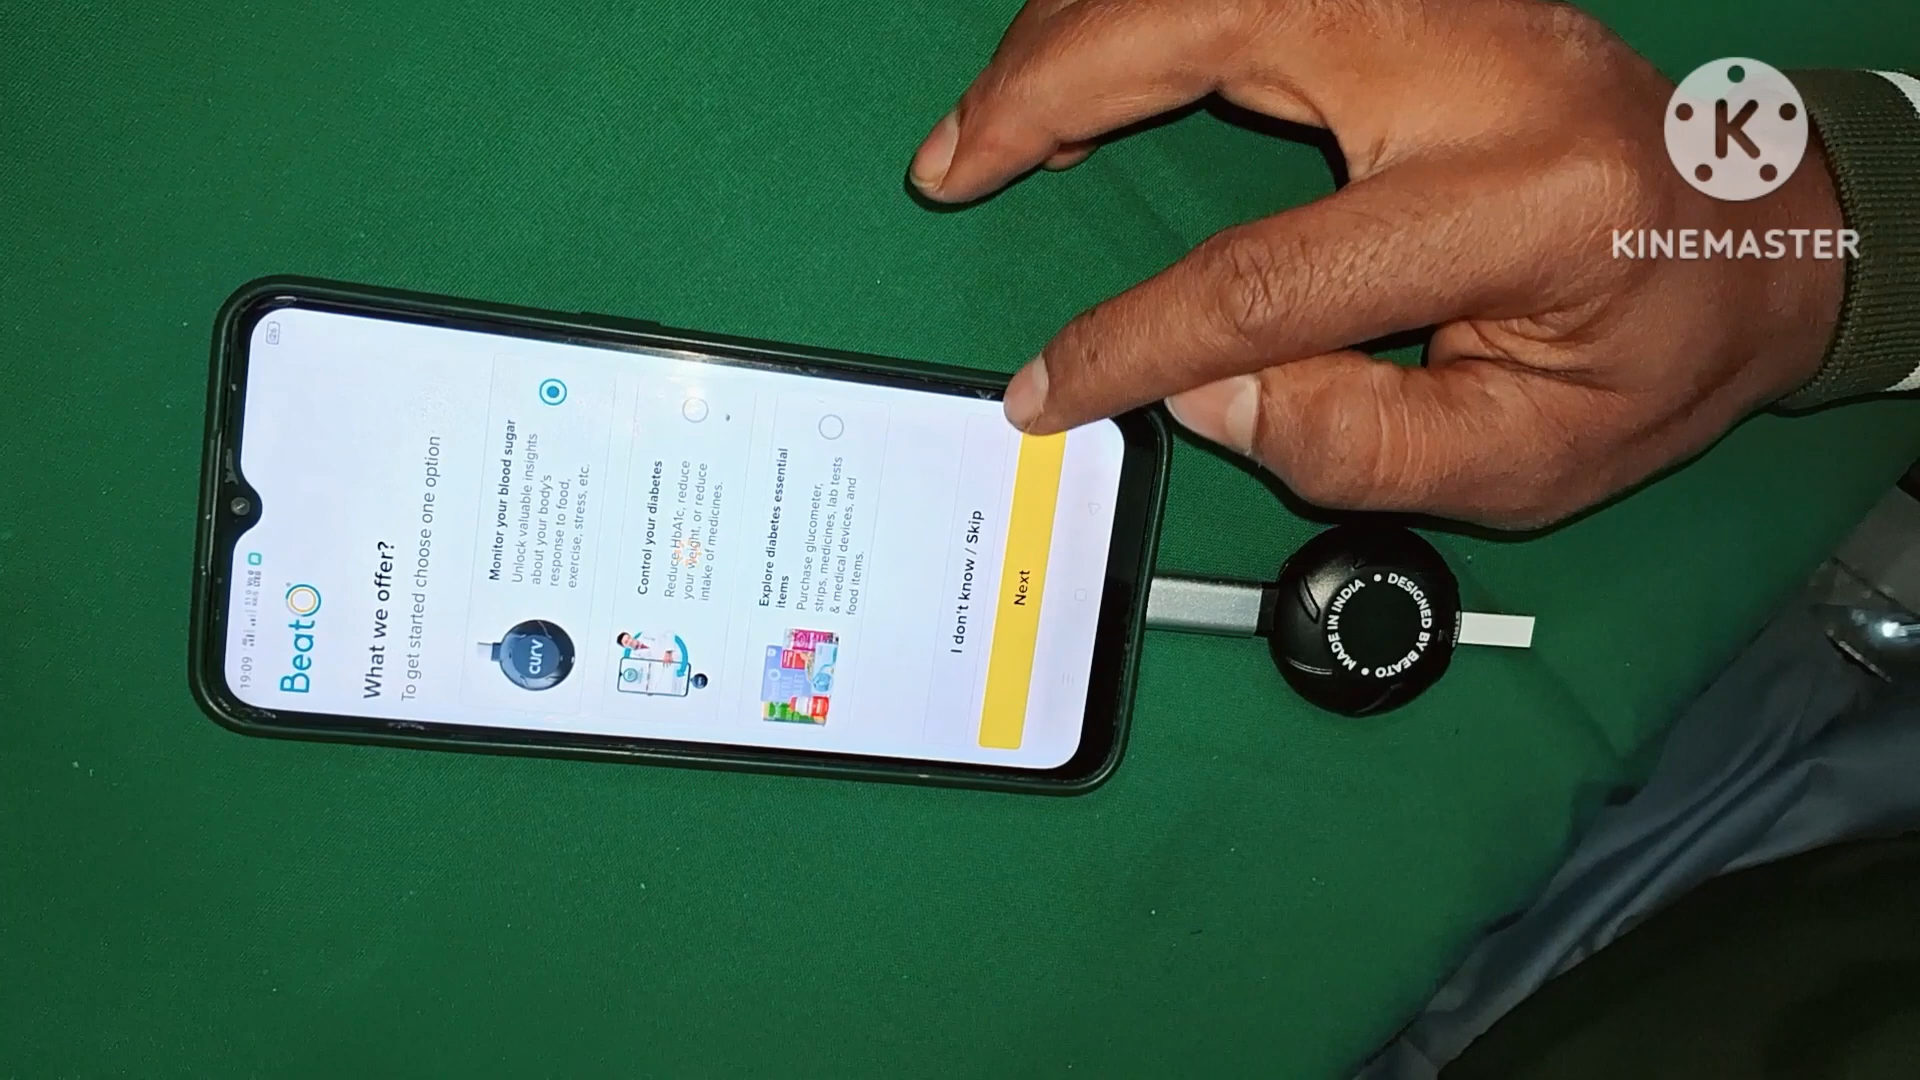 19:09
BeatO
What we offer?
To get started choose one option
curv
Monitor your blood sugar
Unlock valuable insights
about your body's
response to food,
exercise, stress, etc.
Control your diabetes
Reduce HbA1c, reduce
your weight, or reduce
intake of medicines.
Explore diabetes essential
items
Purchase glucometer,
strips, medicines, lab tests
& medical devices, and
food items.
I don't know / Skip
Next
MADE IN INDIA • DESIGNED BY BEATO •
K
KINEMASTER